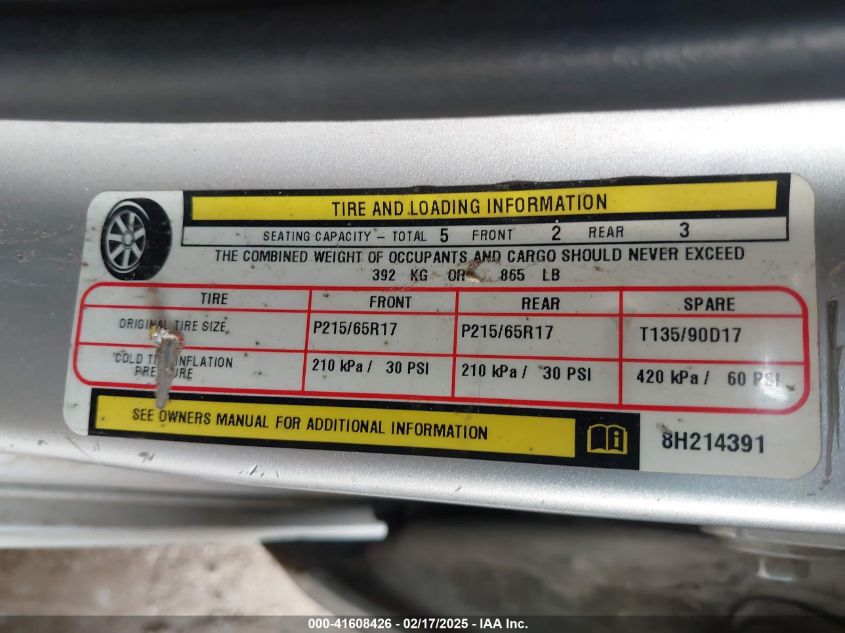 TIRE AND LOADING INFORMATION
SEATING CAPACITY – TOTAL 5 FRONT 2 REAR 3
THE COMBINED WEIGHT OF OCCUPANTS AND CARGO SHOULD NEVER EXCEED
392 KG OR 865 LB
TIRE FRONT REAR SPARE
ORIGINAL TIRE SIZE P215/65R17 P215/65R17 T135/90D17
COLD TIRE INFLATION
PRESSURE 210 kPa / 30 PSI 210 kPa / 30 PSI 420 kPa / 60 PSI
SEE OWNERS MANUAL FOR ADDITIONAL INFORMATION
8H214391
000-41608426 - 02/17/2025 - IAA Inc.